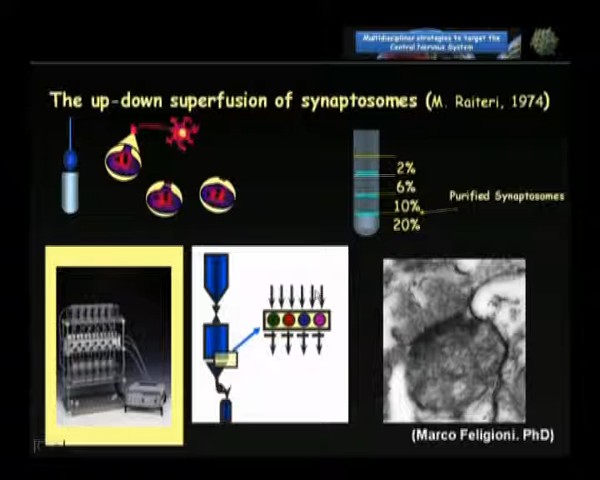 Multidisciplinar strategies to target the
Central Nervous System
The up-down superfusion of synaptosomes (M. Raiteri, 1974)
2%
6%
10%
20%
Purified Synaptosomes
(Marco Feligioni. PhD)